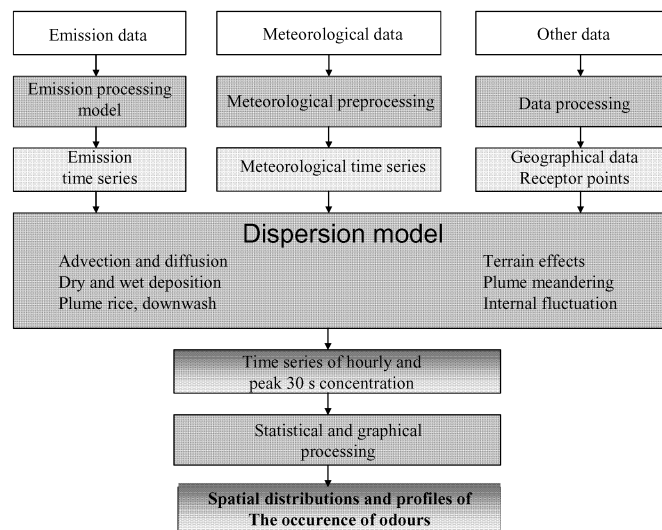 Emission data
Meteorological data
Other data
Emission processing
model
Meteorological preprocessing
Data processing
Emission
time series
Meteorological time series
Geographical data
Receptor points
Dispersion model
Advection and diffusion
Dry and wet deposition
Plume rice, downwash
Terrain effects
Plume meandering
Internal fluctuation
Time series of hourly and
peak 30 s concentration
Statistical and graphical
processing
Spatial distributions and profiles of
The occurence of odours